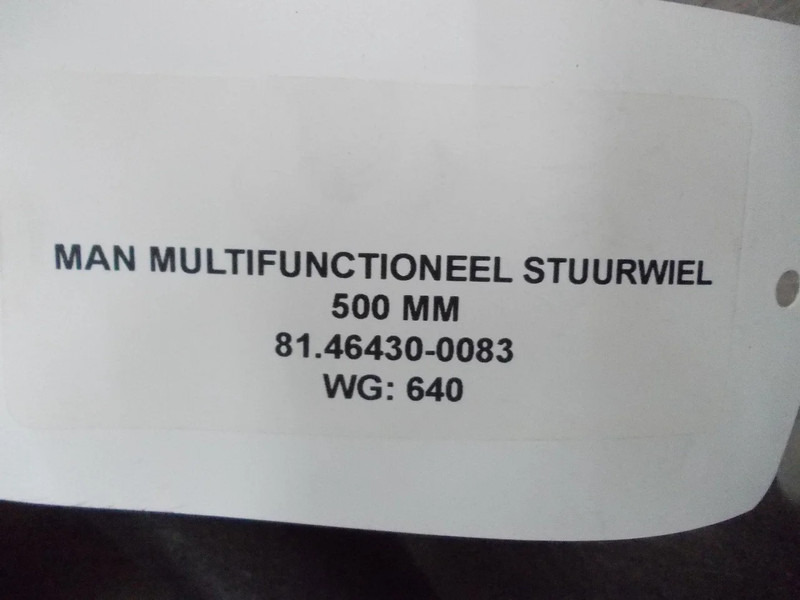 MAN MULTIFUNCTIONEEL STUURWIEL
500 MM
81.46430-0083
WG: 640